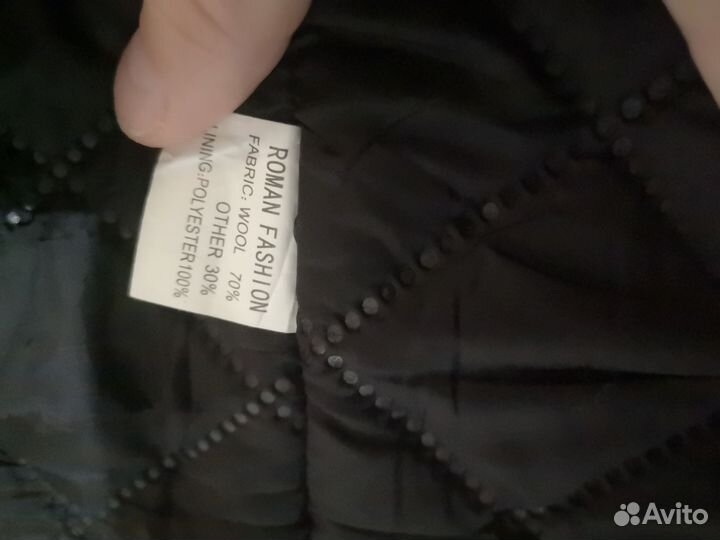 ROMAN FASHION
FABRIC: WOOL 70%
OTHER 30%
LINING:POLYESTER100%
Avito